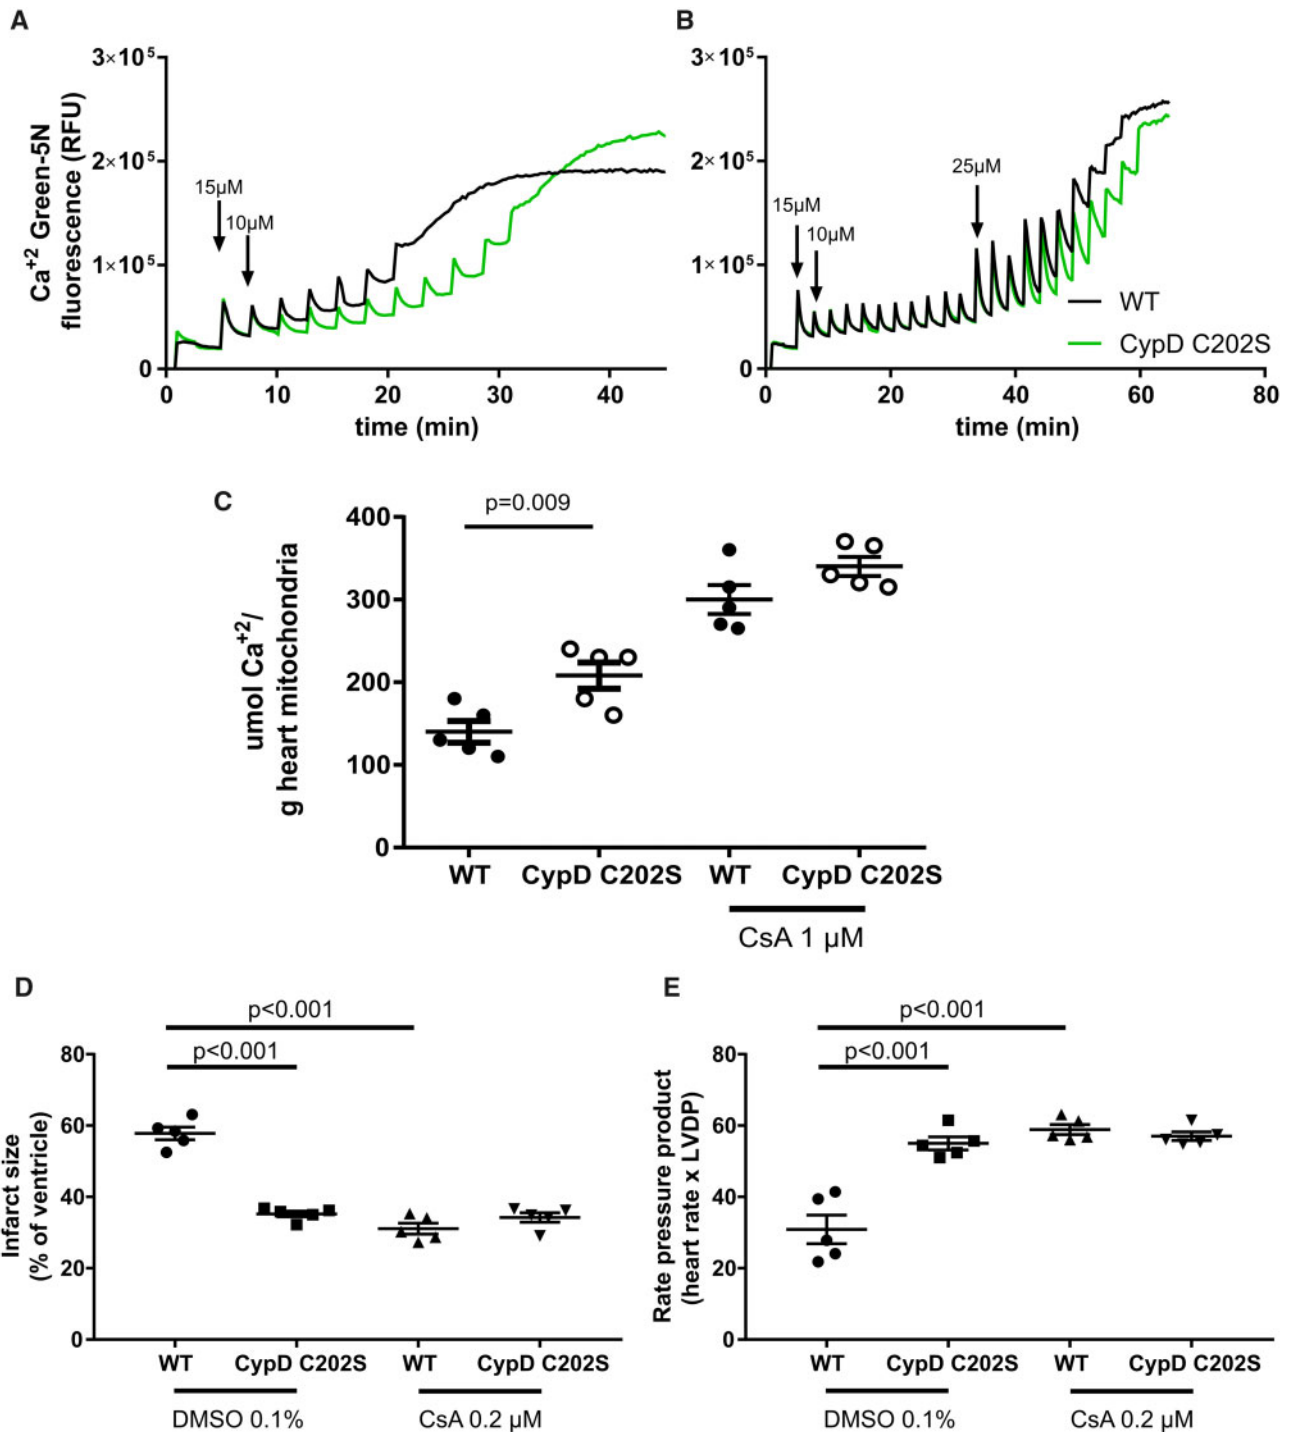 A
3×10⁵
2×10⁵
1×10⁵
0
Ca⁺² Green-5N
fluorescence (RFU)
15µM
10µM
0 10 20 30 40
time (min)
B
3×10⁵
2×10⁵
1×10⁵
0
15µM
10µM
25µM
WT
CypD C202S
0 20 40 60 80
time (min)
C
p=0.009
400
300
200
100
0
umol Ca⁺²/
g heart mitochondria
WT CypD C202S WT CypD C202S
CsA 1 µM
D
p<0.001
p<0.001
80
60
40
20
0
Infarct size
(% of ventricle)
WT CypD C202S WT CypD C202S
DMSO 0.1% CsA 0.2 µM
E
p<0.001
p<0.001
80
60
40
20
0
Rate pressure product
(heart rate x LVDP)
WT CypD C202S WT CypD C202S
DMSO 0.1% CsA 0.2 µM